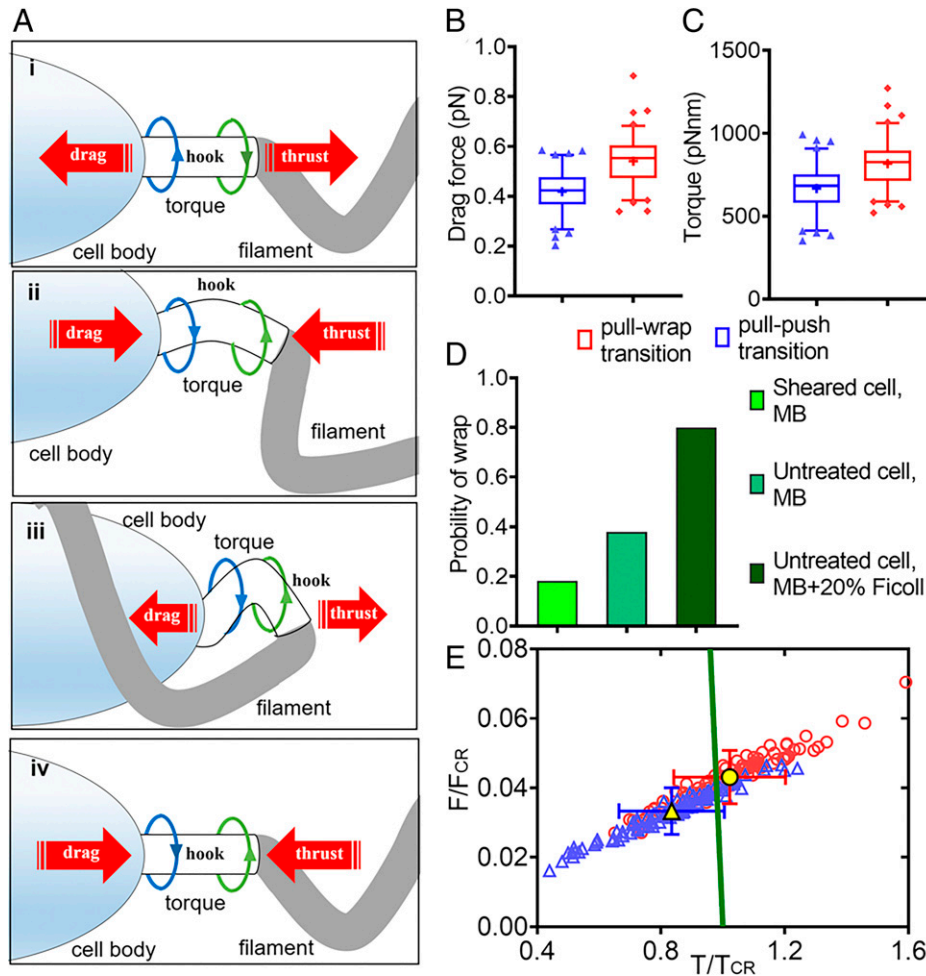 A
i
drag
hook
thrust
torque
cell body
filament
ii
hook
drag
thrust
torque
filament
cell body
iii
cell body
torque
hook
drag
thrust
filament
iv
drag
hook
thrust
torque
cell body
filament
B
Drag force (pN)
1.0
0.8
0.6
0.4
0.2
0.0
C
Torque (pNnm)
1500
1000
500
0
pull-wrap
transition
pull-push
transition
D
Probility of wrap
1.0
0.8
0.6
0.4
0.2
0.0
Sheared cell,
MB
Untreated cell,
MB
Untreated cell,
MB+20% Ficoll
E
F/FCR
0.08
0.06
0.04
0.02
0.00
0.4 0.8 1.2 1.6
T/TCR